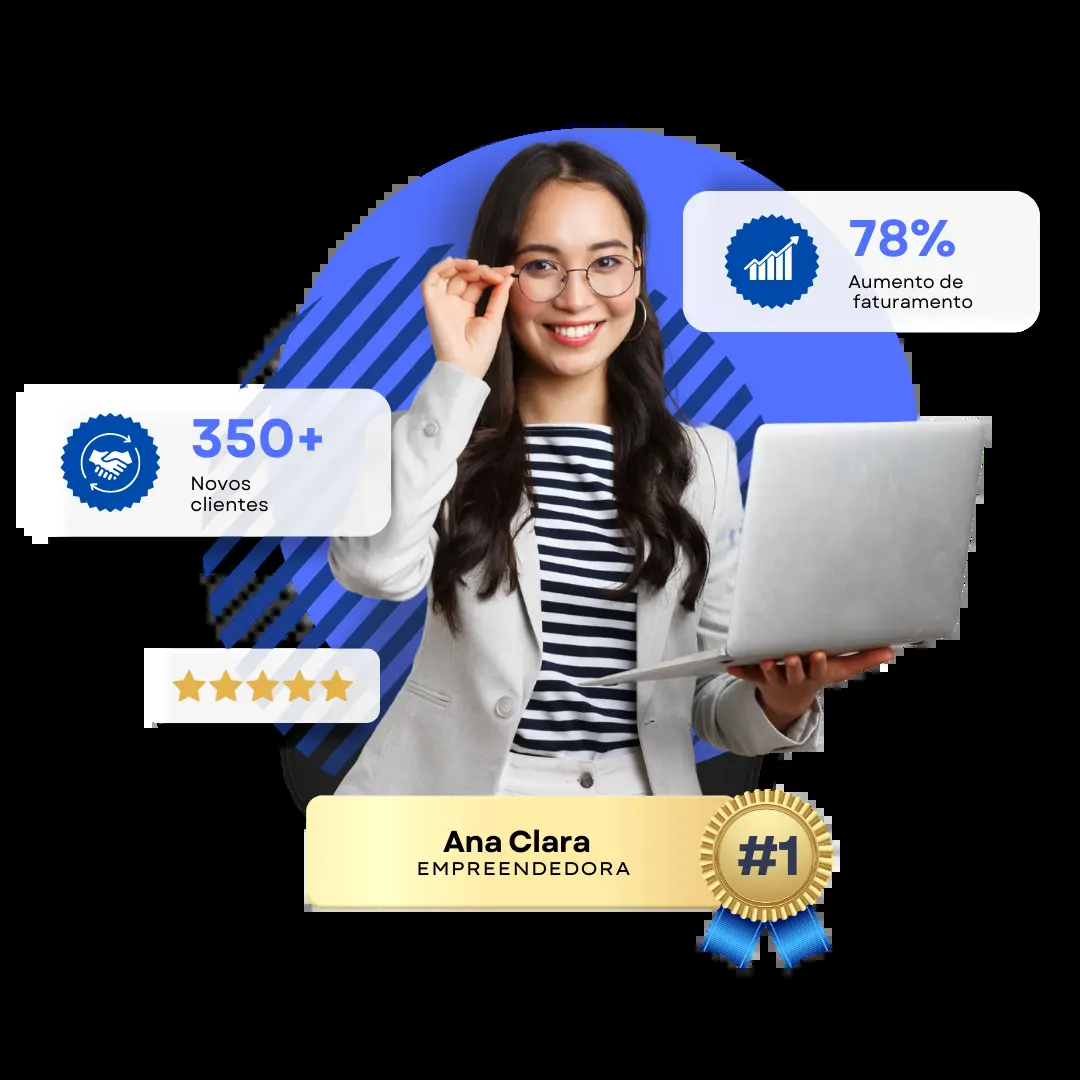 78%
Aumento de
faturamento
350+
Novos
clientes
Ana Clara
EMPREENDEDORA
#1